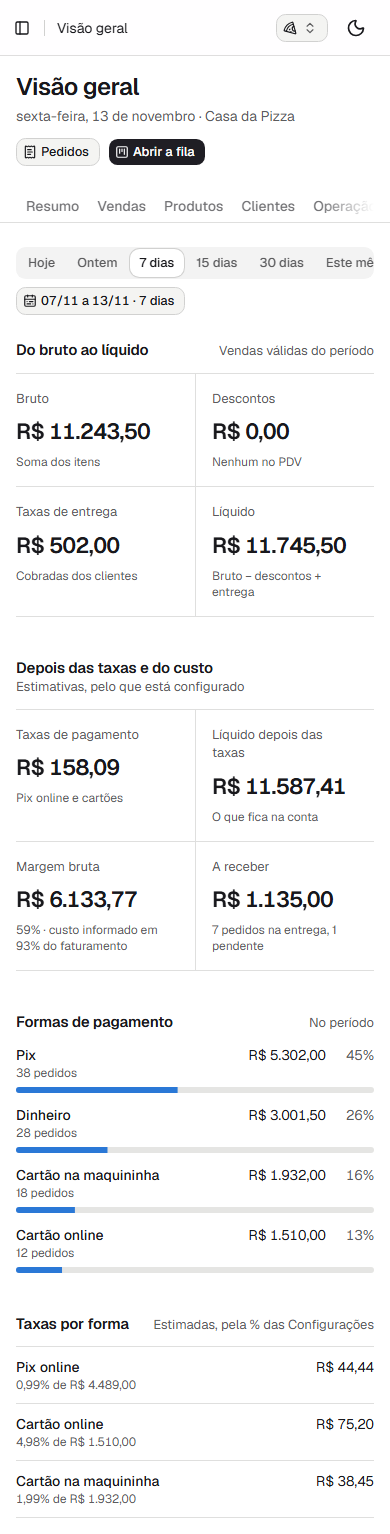 Visão geral
Visão geral
sexta-feira, 13 de novembro · Casa da Pizza
Pedidos
Abrir a fila
Resumo Vendas Produtos Clientes Operaçã
Hoje Ontem 7 dias 15 dias 30 dias Este mê
07/11 a 13/11 · 7 dias
Do bruto ao líquido Vendas válidas do período
Bruto
R$ 11.243,50
Soma dos itens
Descontos
R$ 0,00
Nenhum no PDV
Taxas de entrega
R$ 502,00
Cobradas dos clientes
Líquido
R$ 11.745,50
Bruto – descontos +
entrega
Depois das taxas e do custo
Estimativas, pelo que está configurado
Taxas de pagamento
R$ 158,09
Pix online e cartões
Líquido depois das
taxas
R$ 11.587,41
O que fica na conta
Margem bruta
R$ 6.133,77
59% · custo informado em
93% do faturamento
A receber
R$ 1.135,00
7 pedidos na entrega, 1
pendente
Formas de pagamento No período
Pix R$ 5.302,00 45%
38 pedidos
Dinheiro R$ 3.001,50 26%
28 pedidos
Cartão na maquininha R$ 1.932,00 16%
18 pedidos
Cartão online R$ 1.510,00 13%
12 pedidos
Taxas por forma Estimadas, pela % das Configurações
Pix online R$ 44,44
0,99% de R$ 4.489,00
Cartão online R$ 75,20
4,98% de R$ 1.510,00
Cartão na maquininha R$ 38,45
1,99% de R$ 1.932,00